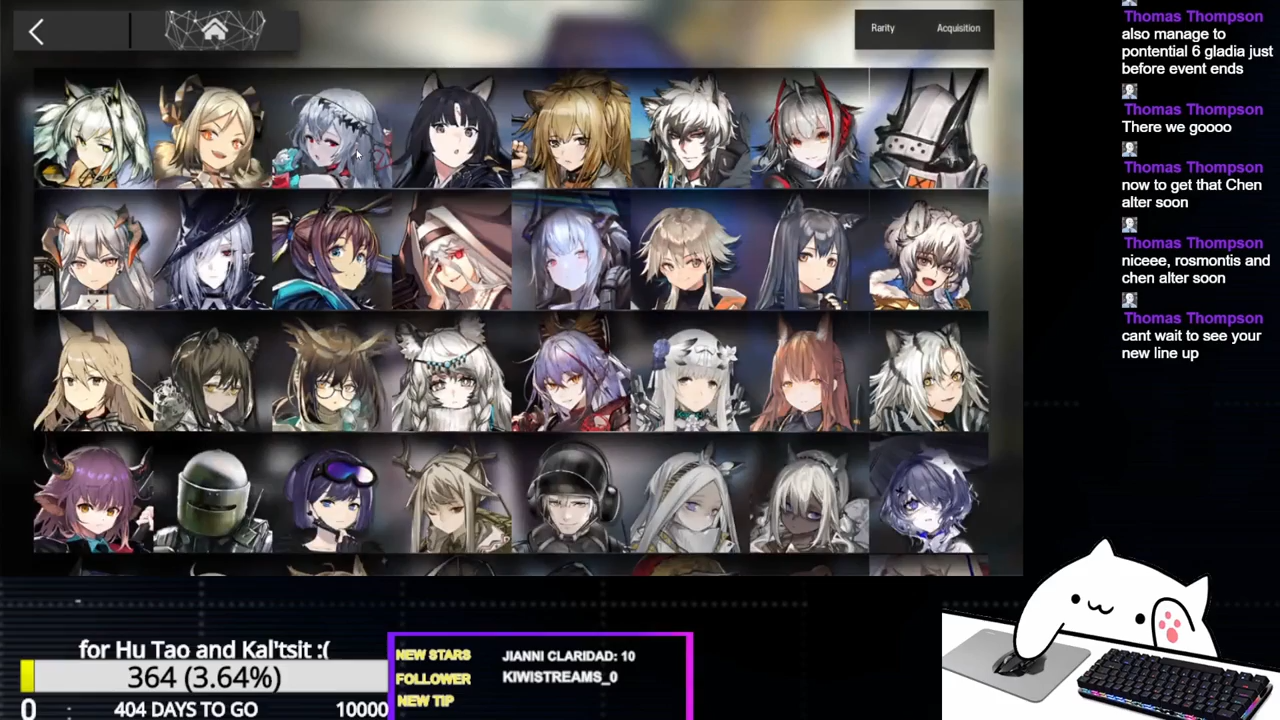 Rarity Acquisition
Thomas Thompson
also manage to
pontential 6 gladia just
before event ends
Thomas Thompson
There we goooo
Thomas Thompson
now to get that Chen
alter soon
Thomas Thompson
niceee, rosmontis and
chen alter soon
Thomas Thompson
cant wait to see your
new line up
for Hu Tao and Kal'tsit :(
364 (3.64%)
0 404 DAYS TO GO 10000
NEW STARS JIANNI CLARIDAD: 10
FOLLOWER KIWISTREAMS_0
NEW TIP